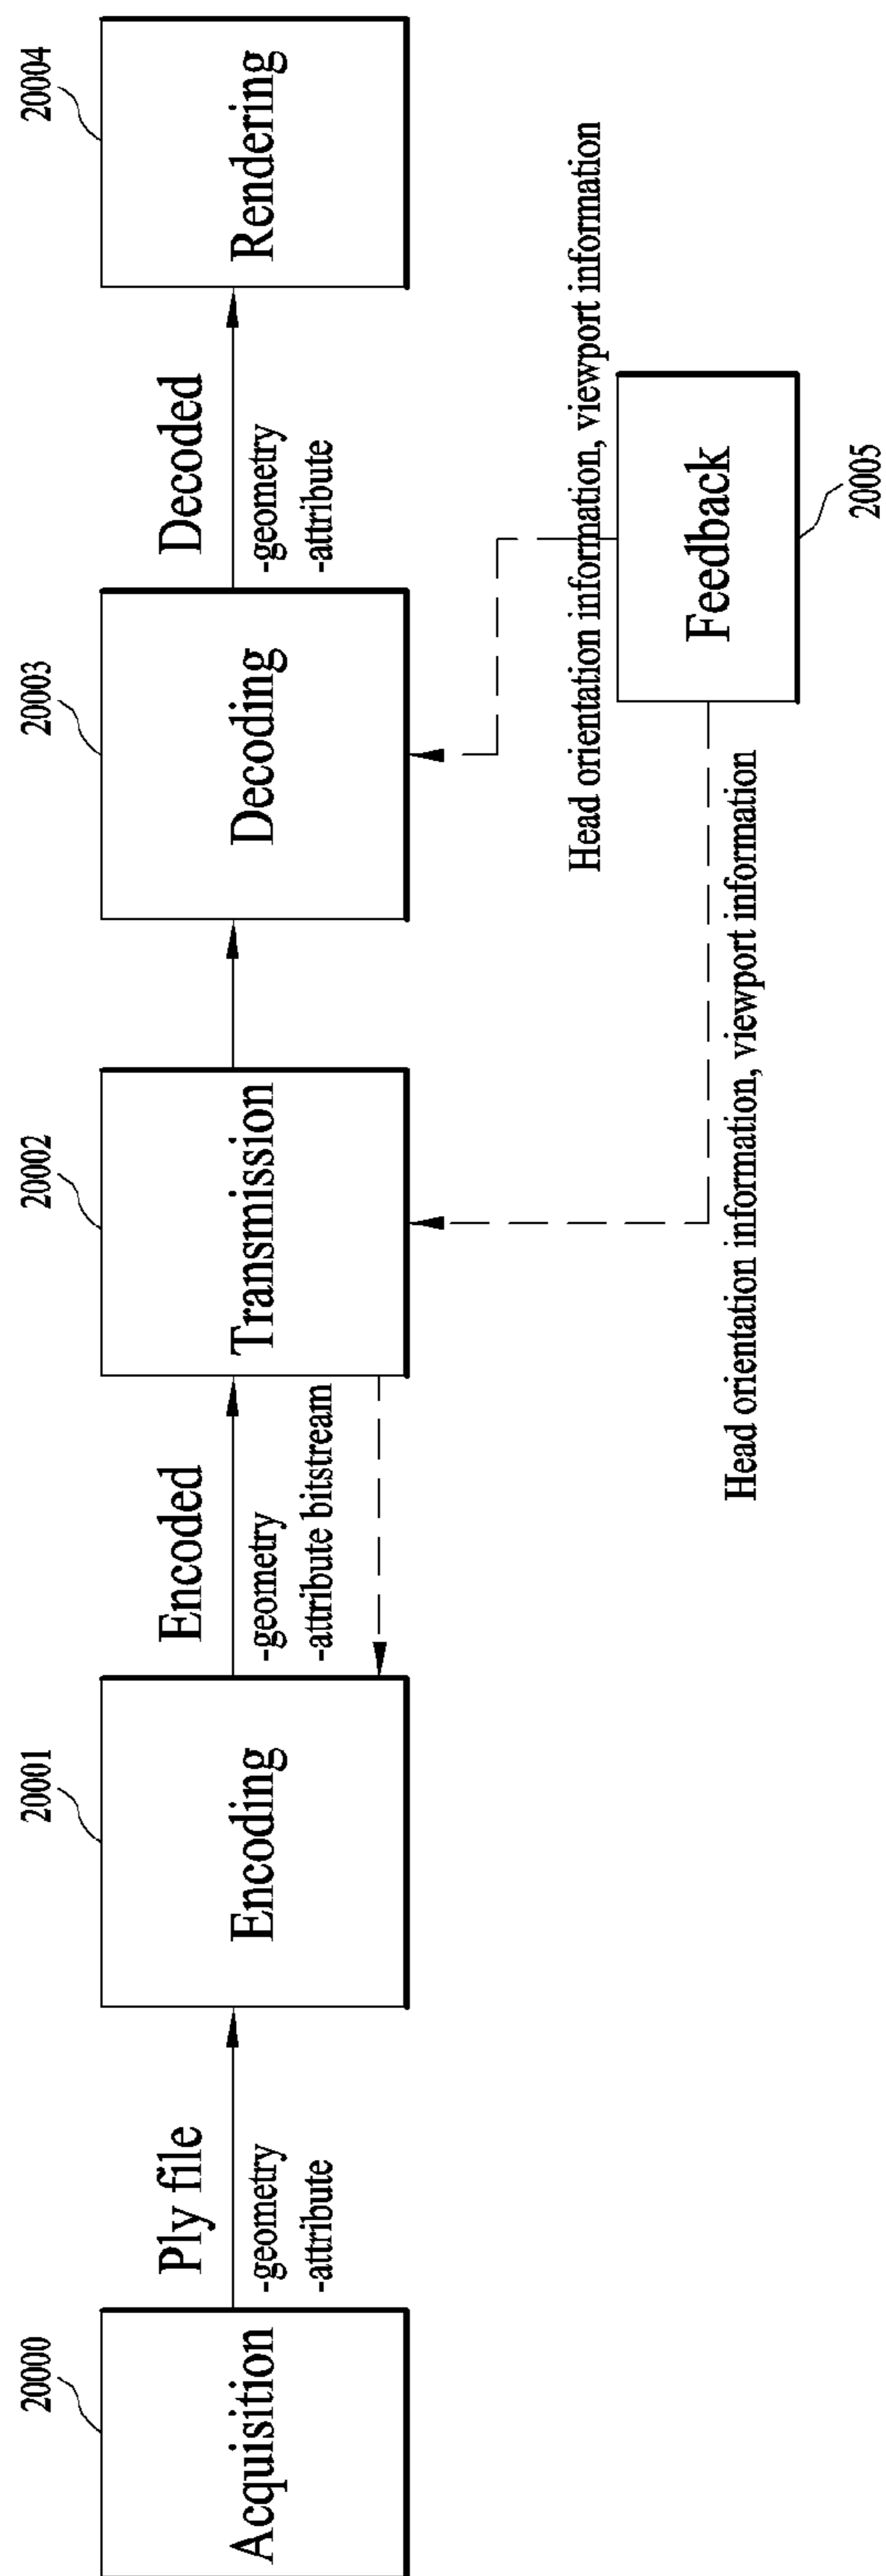 20000
Acquisition
Ply file
-geometry
-attribute
20001
Encoding
Encoded
-geometry
-attribute bitstream
20002
Transmission
20003
Decoding
Decoded
-geometry
-attribute
20004
Rendering
Head orientation information, viewport information
Feedback
20005
Head orientation information, viewport information